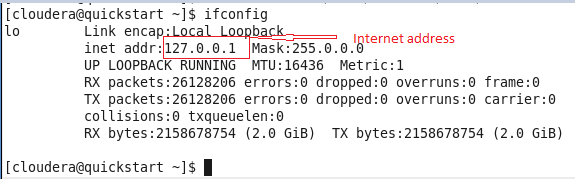 [cloudera@quickstart ~]$ ifconfig
lo        Link encap:Local Loopback
          inet addr:127.0.0.1  Mask:255.0.0.0
Internet address
          UP LOOPBACK RUNNING  MTU:16436  Metric:1
          RX packets:26128206 errors:0 dropped:0 overruns:0 frame:0
          TX packets:26128206 errors:0 dropped:0 overruns:0 carrier:0
          collisions:0 txqueuelen:0
          RX bytes:2158678754 (2.0 GiB)  TX bytes:2158678754 (2.0 GiB)
[cloudera@quickstart ~]$